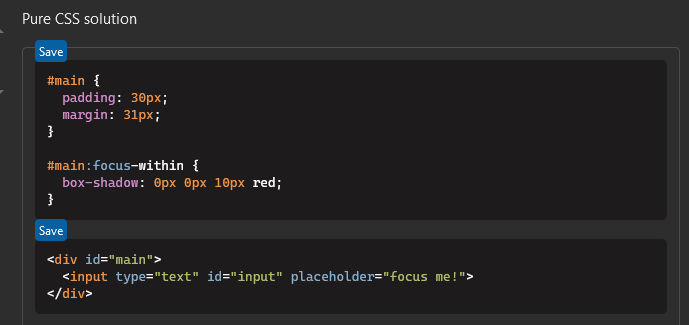 Pure CSS solution
Save
#main {
  padding: 30px;
  margin: 31px;
}

#main:focus-within {
  box-shadow: 0px 0px 10px red;
}
Save
<div id="main">
  <input type="text" id="input" placeholder="focus me!">
</div>